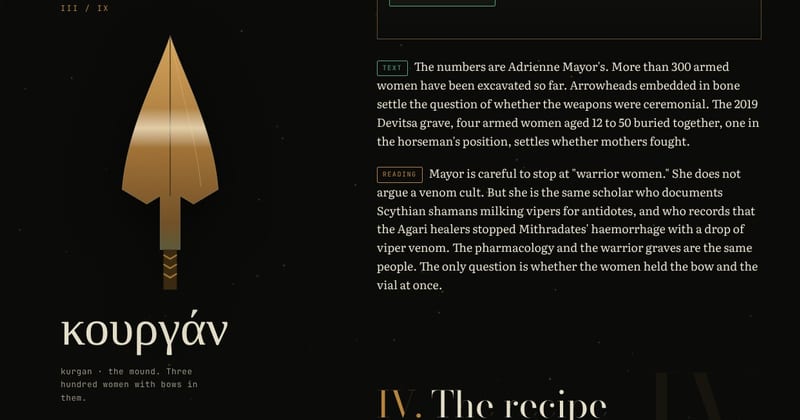 III / IX
κουργάν
kurgan · the mound. Three
hundred women with bows in
them.
TEXT The numbers are Adrienne Mayor's. More than 300 armed
women have been excavated so far. Arrowheads embedded in bone
settle the question of whether the weapons were ceremonial. The 2019
Devitsa grave, four armed women aged 12 to 50 buried together, one in
the horseman's position, settles whether mothers fought.
READING Mayor is careful to stop at "warrior women." She does not
argue a venom cult. But she is the same scholar who documents
Scythian shamans milking vipers for antidotes, and who records that
the Agari healers stopped Mithradates' haemorrhage with a drop of
viper venom. The pharmacology and the warrior graves are the same
people. The only question is whether the women held the bow and the
vial at once.
IV. The recipe
IV